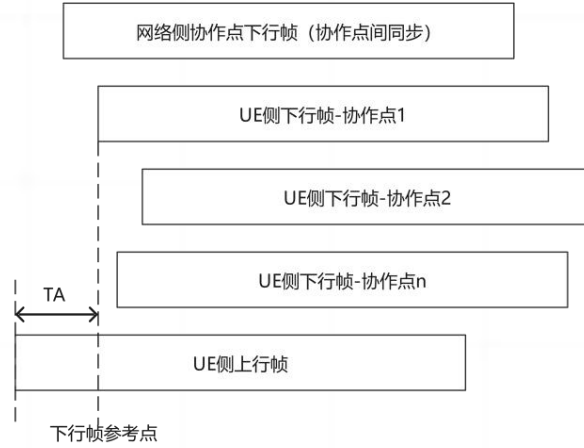 网络侧协作点下行帧（协作点间同步）
UE侧下行帧-协作点1
UE侧下行帧-协作点2
UE侧下行帧-协作点n
TA
UE侧上行帧
下行帧参考点